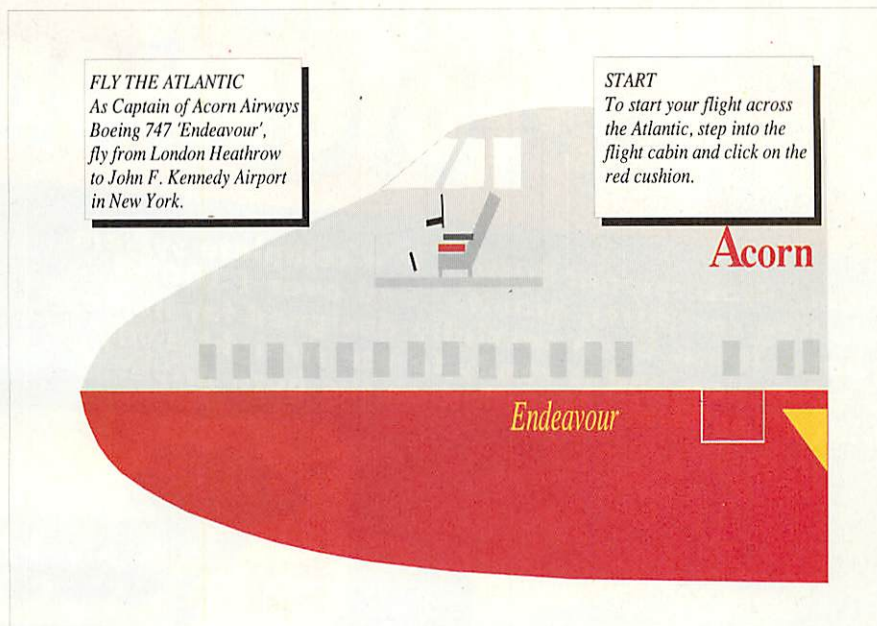 FLY THE ATLANTIC
As Captain of Acorn Airways
Boeing 747 'Endeavour',
fly from London Heathrow
to John F. Kennedy Airport
in New York.
START
To start your flight across
the Atlantic, step into the
flight cabin and click on the
red cushion.
Acorn
Endeavour